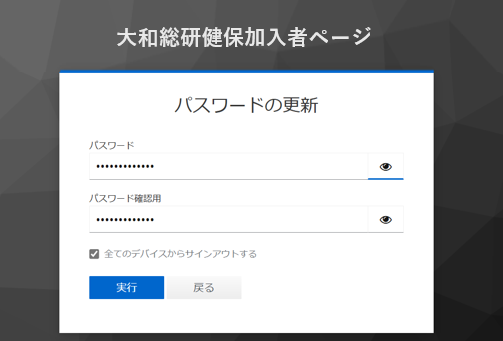 大和総研健保加入者ページ
パスワードの更新
パスワード
•••••••••••••
パスワード確認用
•••••••••••••
全てのデバイスからサインアウトする
実行 戻る